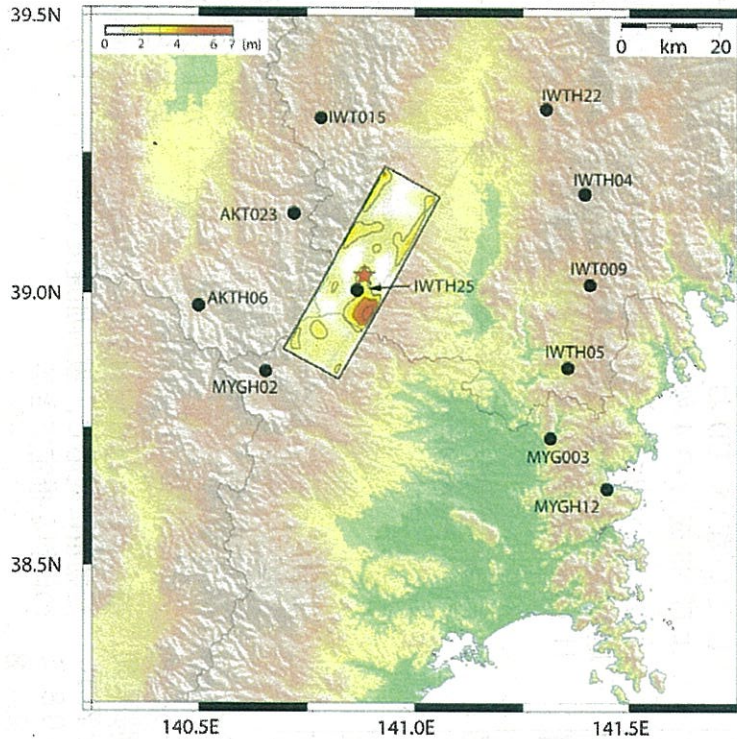 39.5N
0 2 4 6 7 (m)
0 km 20
IWT015
IWTH22
IWTH04
AKT023
39.0N
IWT009
IWTH25
AKTH06
IWTH05
MYGH02
MYG003
MYGH12
38.5N
140.5E 141.0E 141.5E